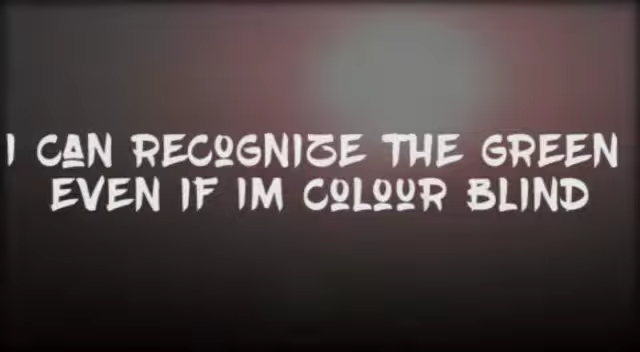 I CAN RECOGNIZE THE GREEN
EVEN IF IM COLOUR BLIND